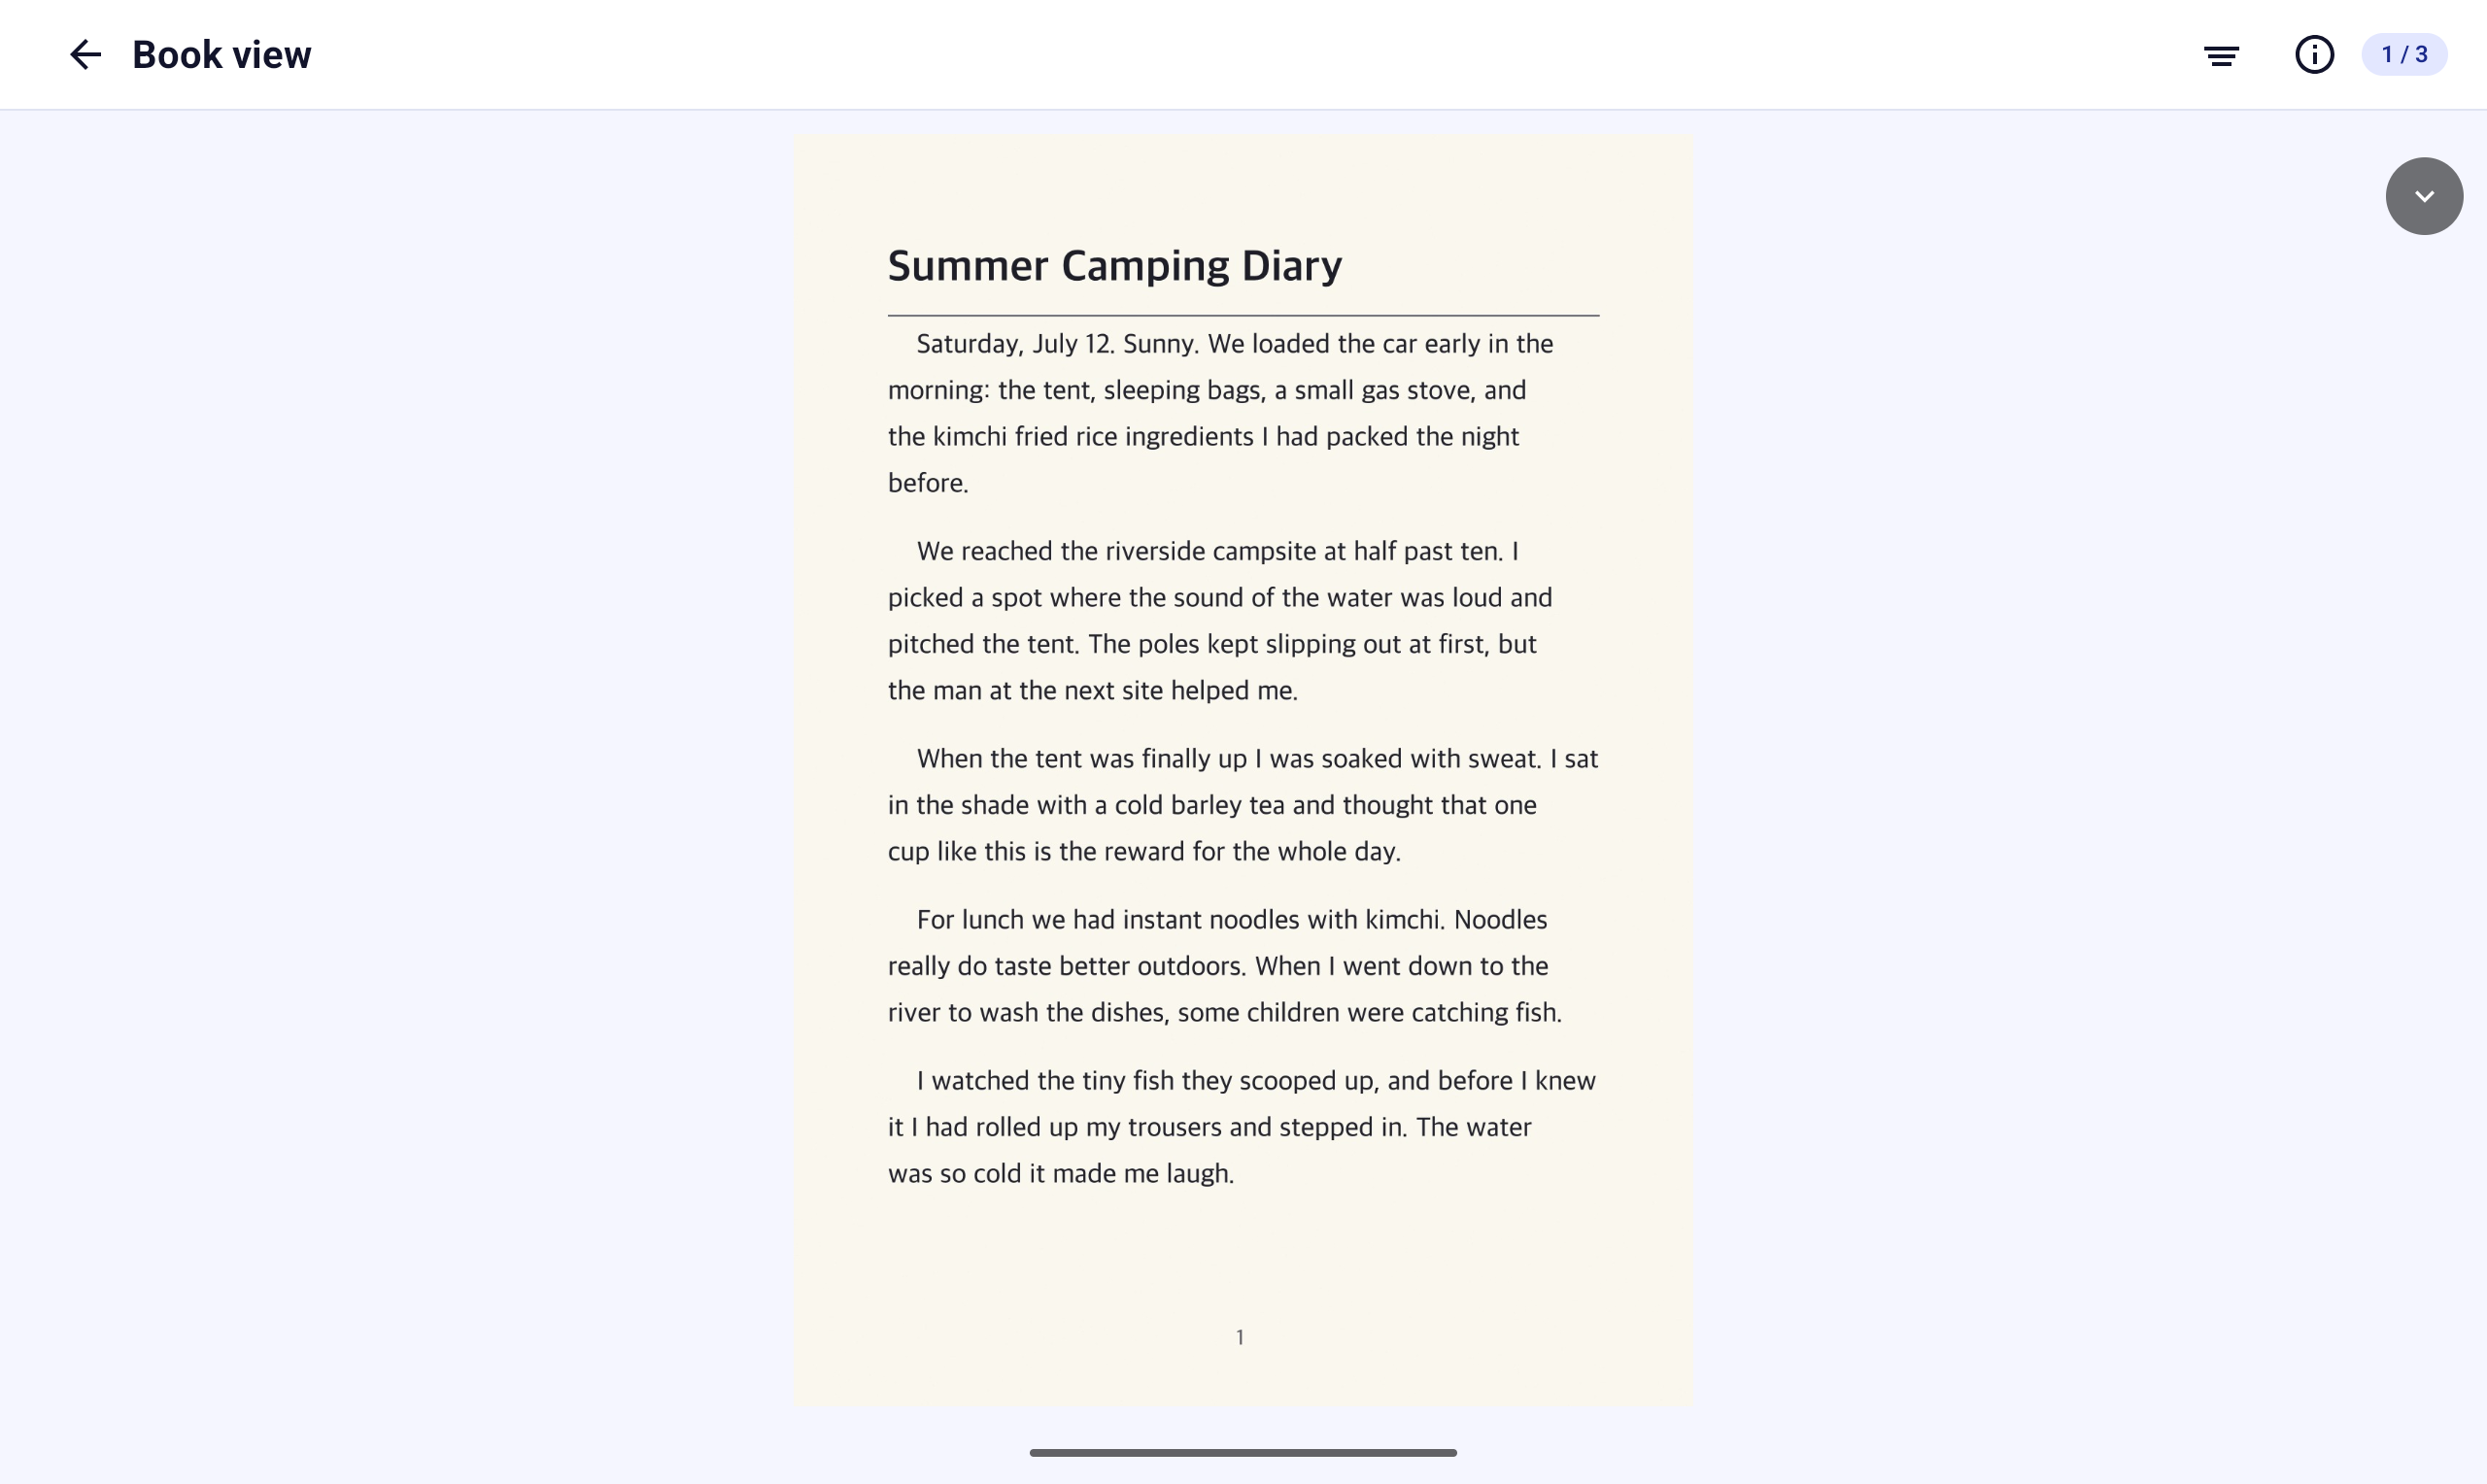 Book view
1 / 3
Summer Camping Diary
Saturday, July 12. Sunny. We loaded the car early in the
morning: the tent, sleeping bags, a small gas stove, and
the kimchi fried rice ingredients I had packed the night
before.
We reached the riverside campsite at half past ten. I
picked a spot where the sound of the water was loud and
pitched the tent. The poles kept slipping out at first, but
the man at the next site helped me.
When the tent was finally up I was soaked with sweat. I sat
in the shade with a cold barley tea and thought that one
cup like this is the reward for the whole day.
For lunch we had instant noodles with kimchi. Noodles
really do taste better outdoors. When I went down to the
river to wash the dishes, some children were catching fish.
I watched the tiny fish they scooped up, and before I knew
it I had rolled up my trousers and stepped in. The water
was so cold it made me laugh.
1